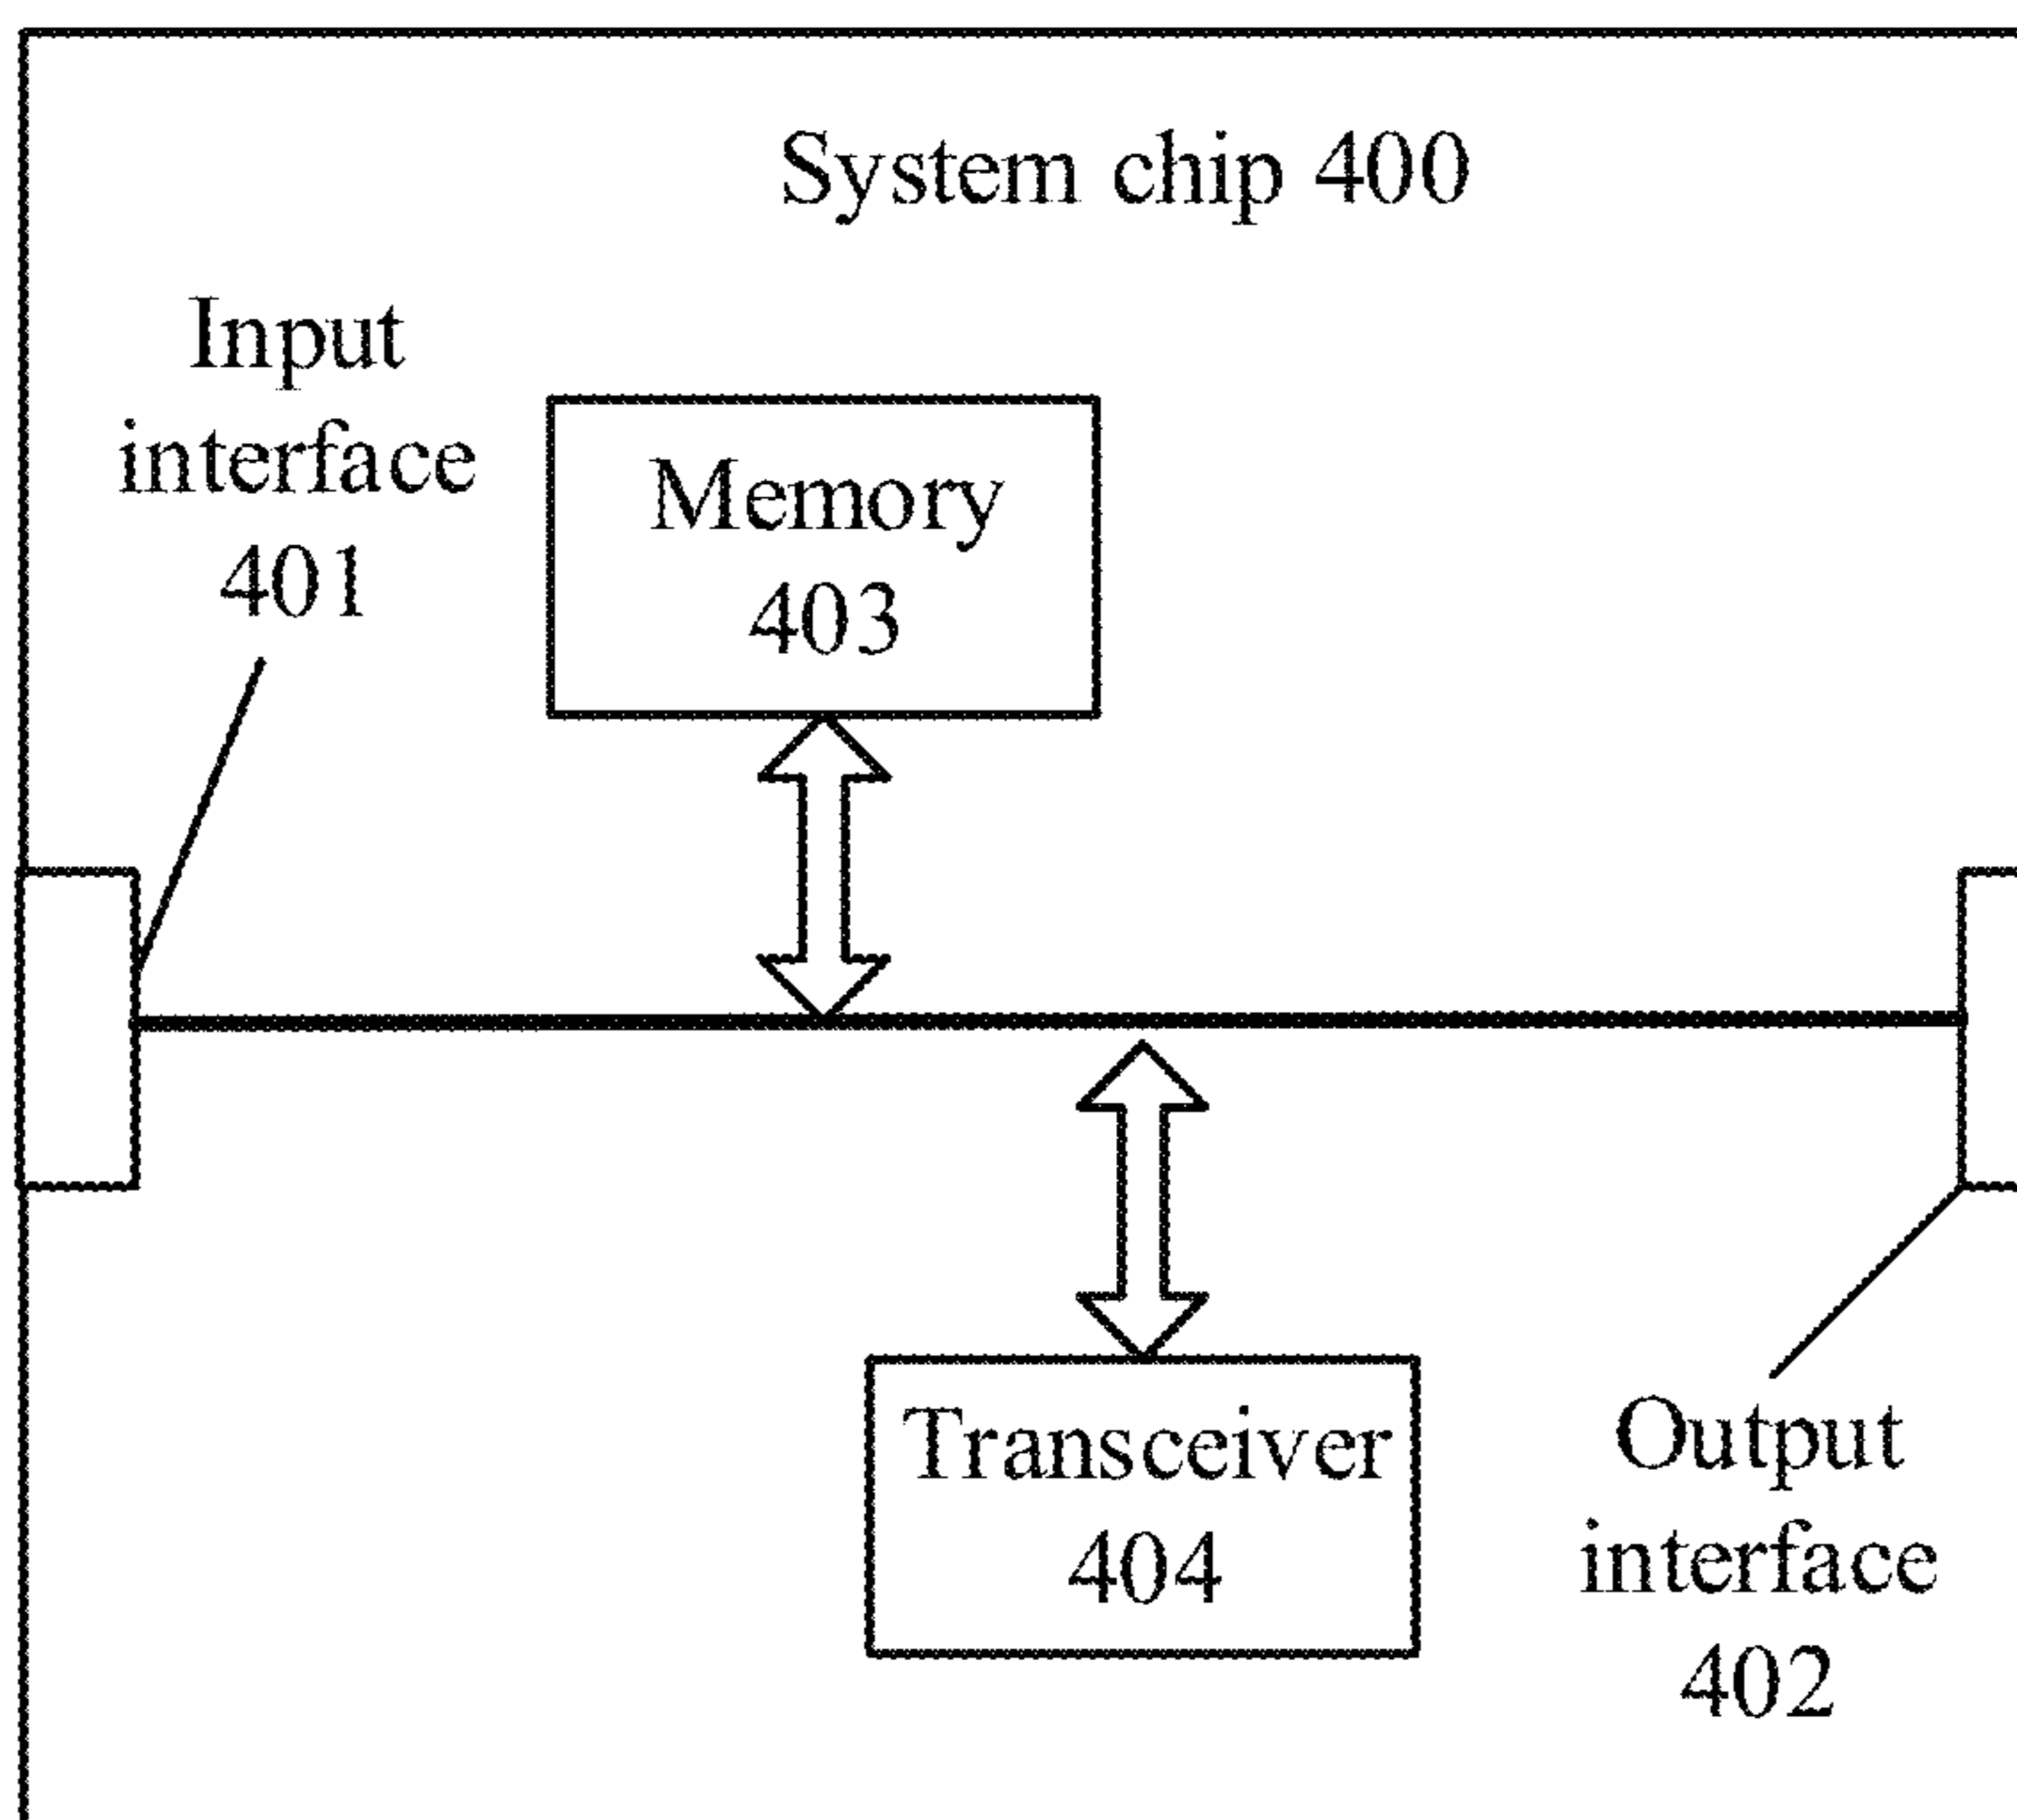 System chip 400
Input
interface
401
Memory
403
Transceiver
404
Output
interface
402